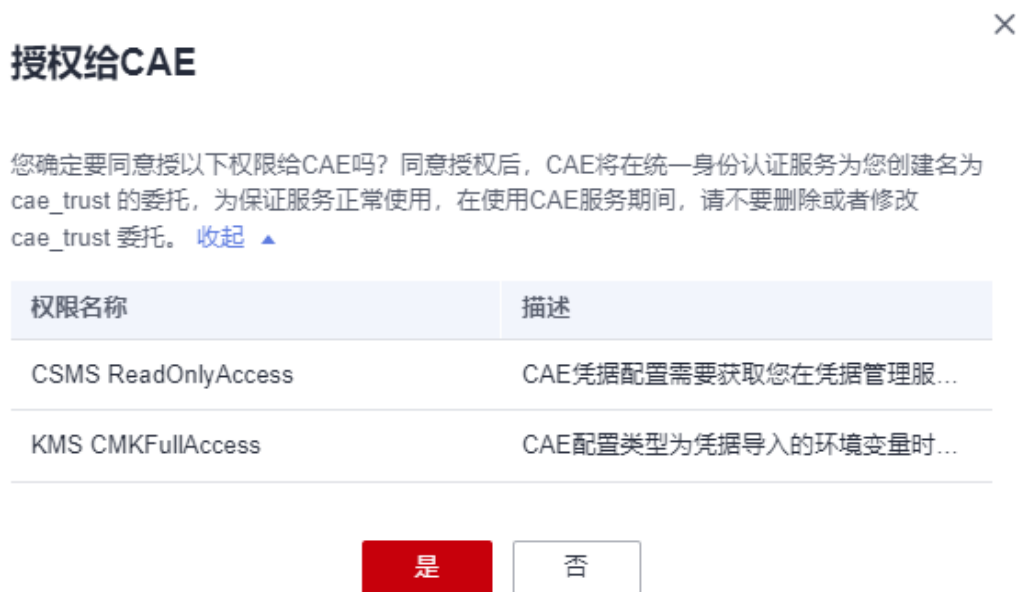 授权给CAE
您确定要同意授以下权限给CAE吗？同意授权后，CAE将在统一身份认证服务为您创建名为
cae_trust 的委托，为保证服务正常使用，在使用CAE服务期间，请不要删除或者修改
cae_trust 委托。 收起
权限名称 描述
CSMS ReadOnlyAccess CAE凭据配置需要获取您在凭据管理服...
KMS CMKFullAccess CAE配置类型为凭据导入的环境变量时...
是 否